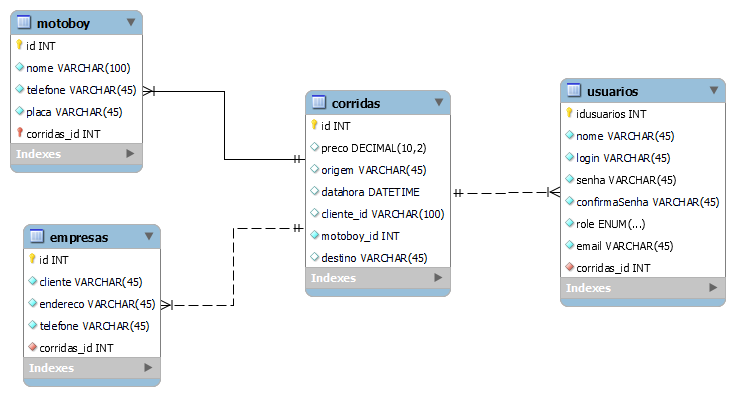 motoboy
id INT
nome VARCHAR(100)
telefone VARCHAR(45)
placa VARCHAR(45)
corridas_id INT
Indexes
empresas
id INT
cliente VARCHAR(45)
endereco VARCHAR(45)
telefone VARCHAR(45)
corridas_id INT
Indexes
corridas
id INT
preco DECIMAL(10,2)
origem VARCHAR(45)
datahora DATETIME
cliente_id VARCHAR(100)
motoboy_id INT
destino VARCHAR(45)
Indexes
usuarios
idusuarios INT
nome VARCHAR(45)
login VARCHAR(45)
senha VARCHAR(45)
confirmaSenha VARCHAR(45)
role ENUM(...)
email VARCHAR(45)
corridas_id INT
Indexes